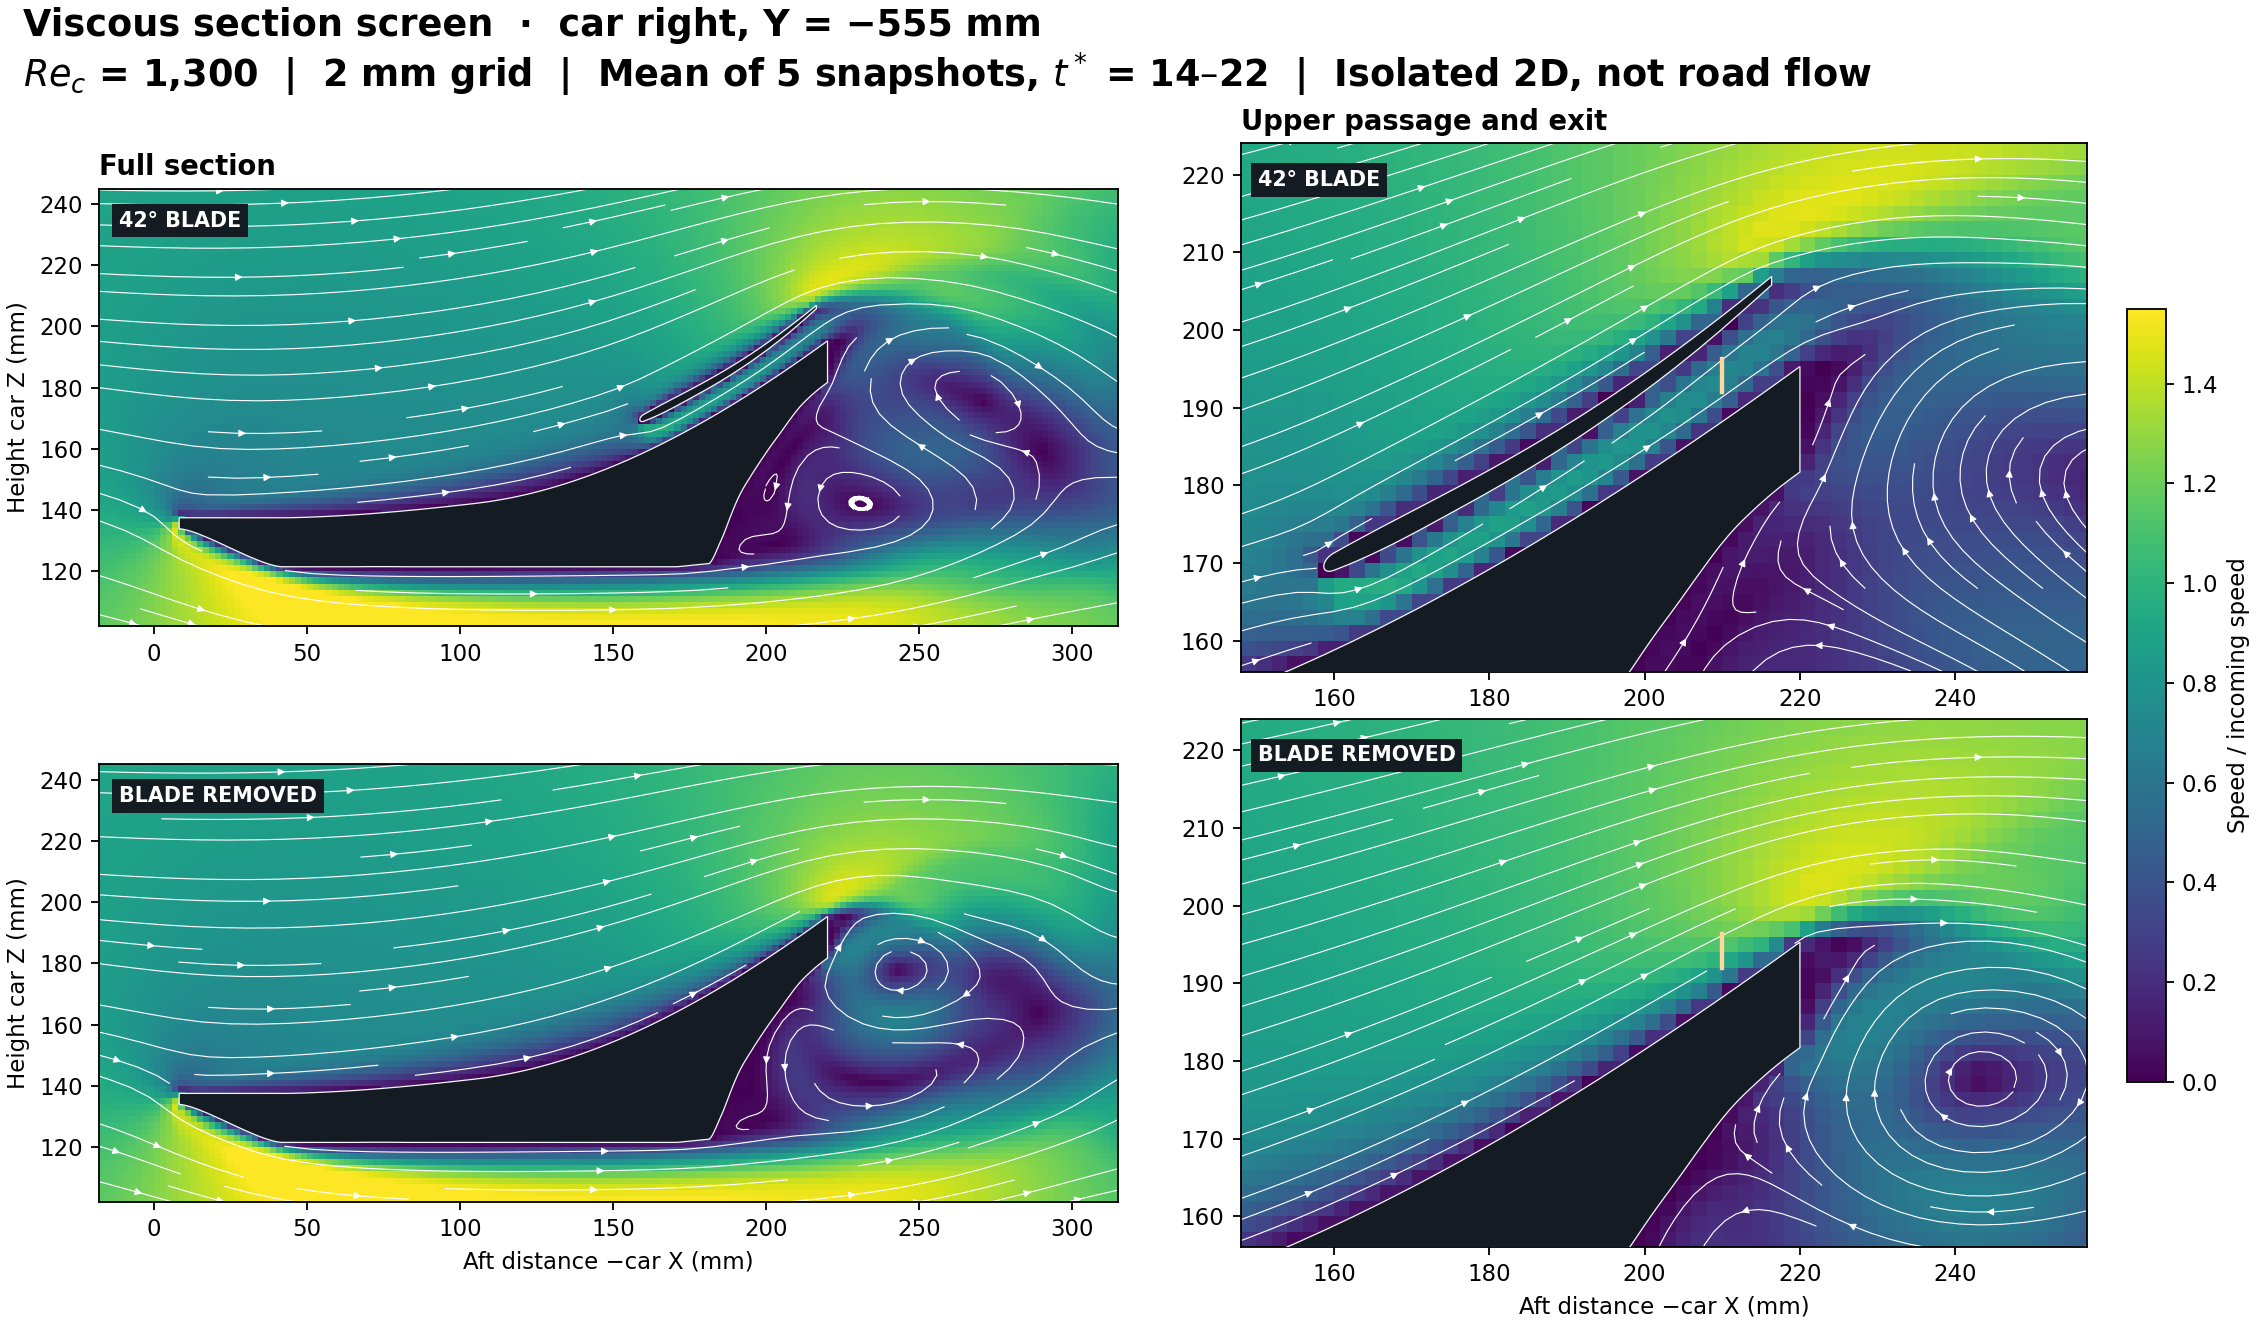 Viscous section screen · car right, Y = −555 mm
Re_c = 1,300 | 2 mm grid | Mean of 5 snapshots, t* = 14–22 | Isolated 2D, not road flow
Full section
42° BLADE
Height car Z (mm)
240
220
200
180
160
140
120
0 50 100 150 200 250 300
Upper passage and exit
42° BLADE
220
210
200
190
180
170
160
160 180 200 220 240
BLADE REMOVED
Height car Z (mm)
240
220
200
180
160
140
120
0 50 100 150 200 250 300
Aft distance −car X (mm)
BLADE REMOVED
220
210
200
190
180
170
160
160 180 200 220 240
Aft distance −car X (mm)
1.4
1.2
1.0
0.8
0.6
0.4
0.2
0.0
Speed / incoming speed